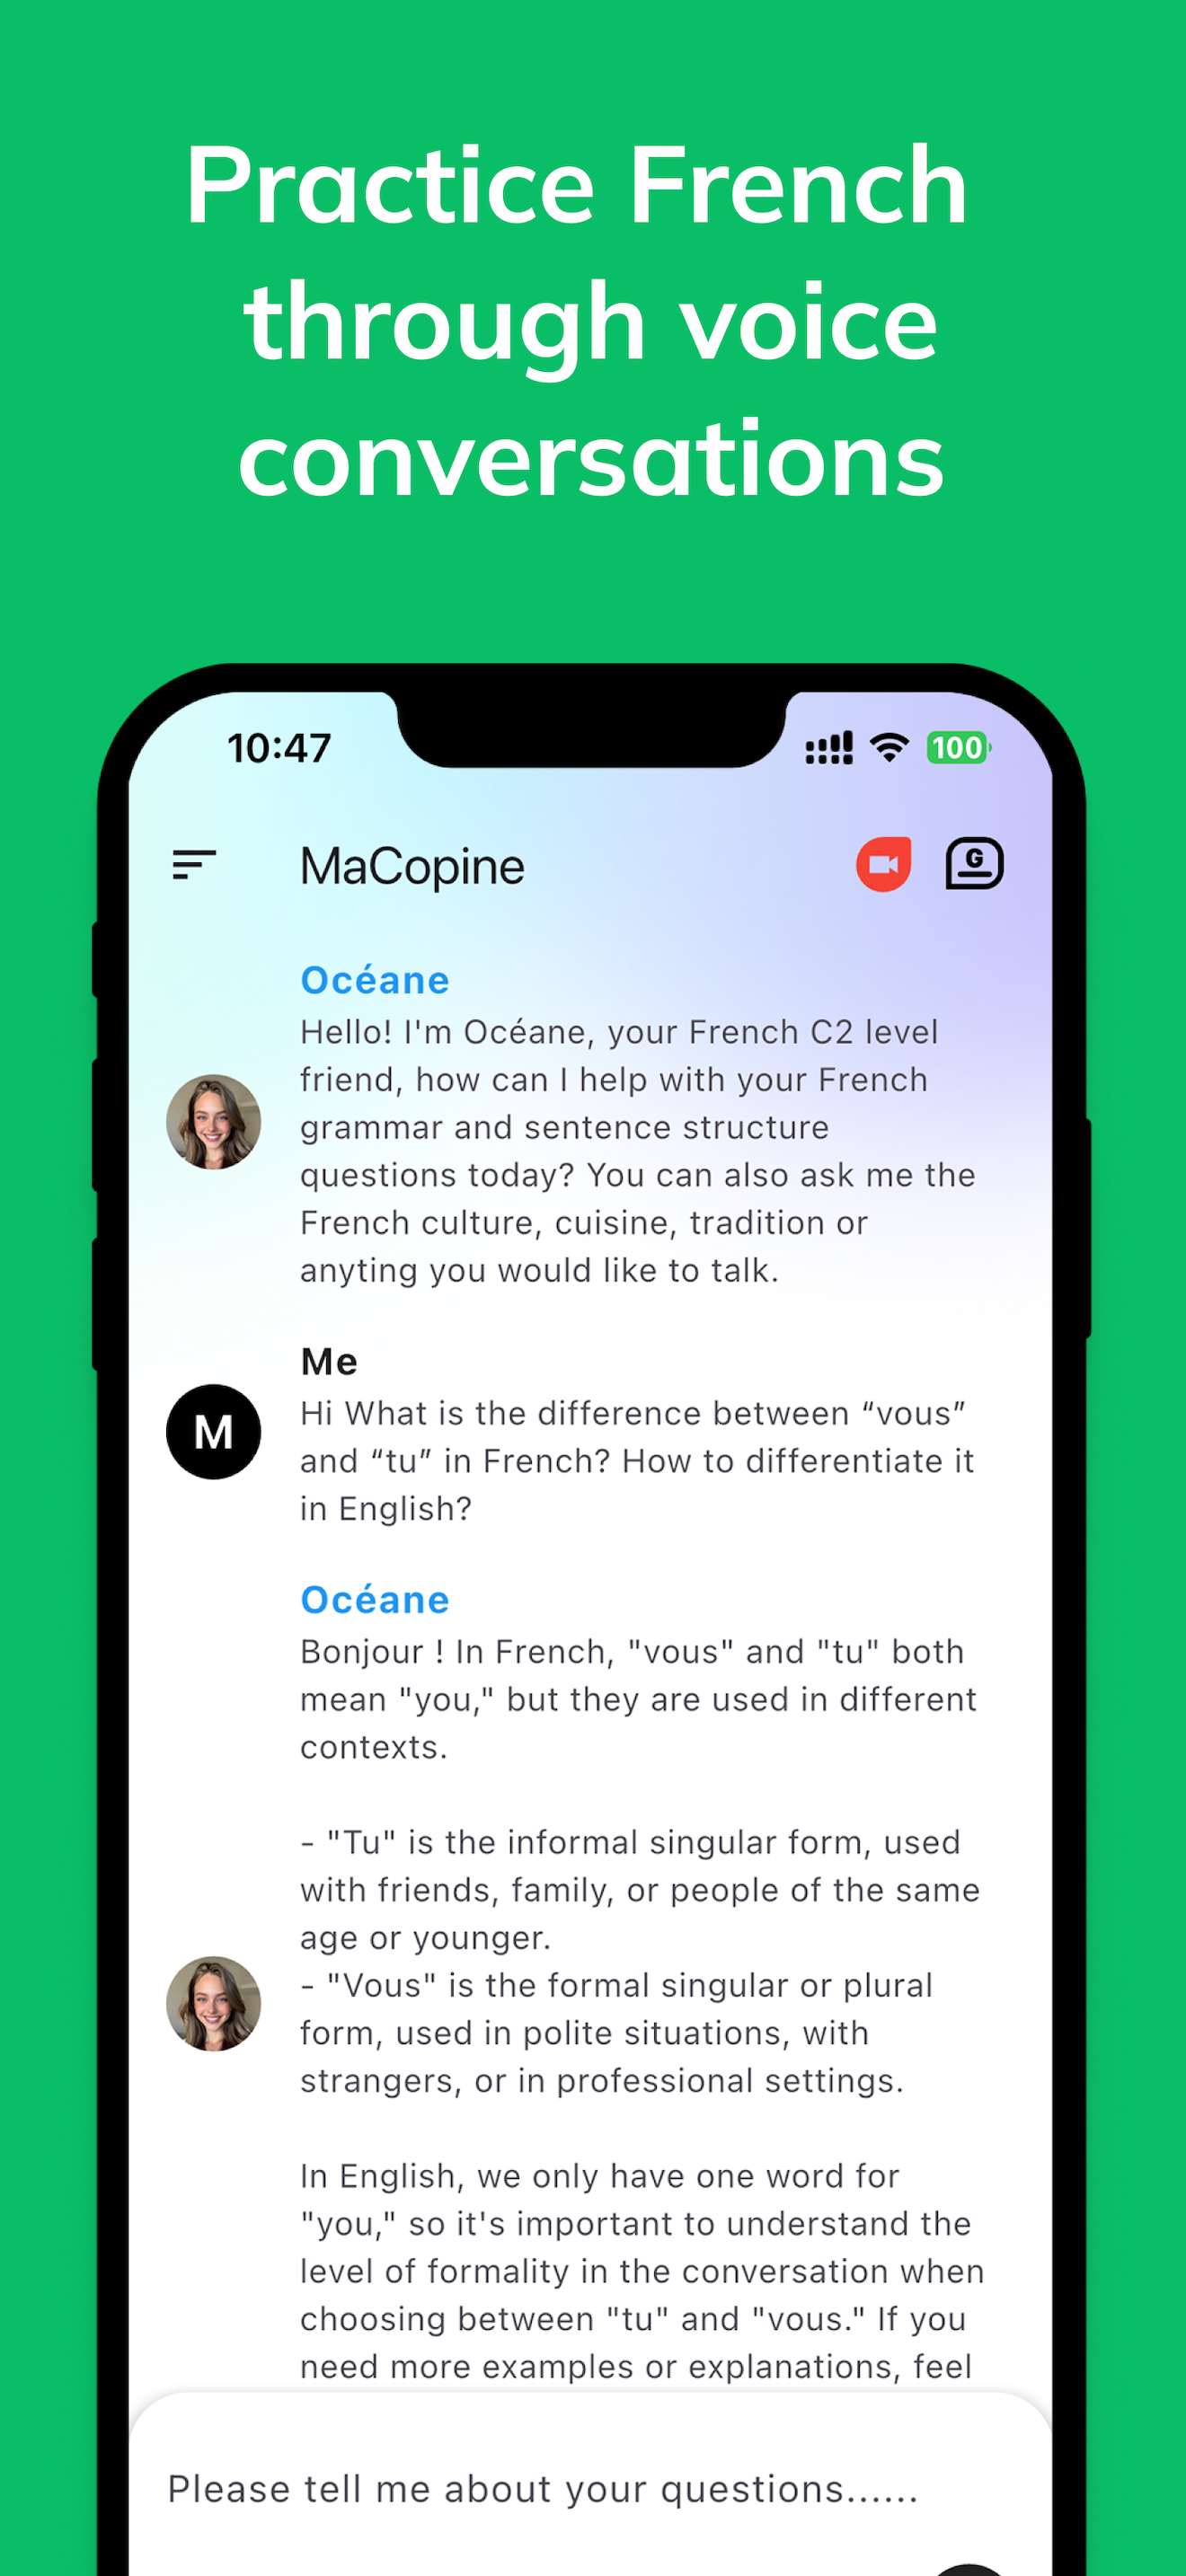 Practice French
through voice
conversations
10:47
100
MaCopine
G
Océane
Hello! I'm Océane, your French C2 level
friend, how can I help with your French
grammar and sentence structure
questions today? You can also ask me the
French culture, cuisine, tradition or
anyting you would like to talk.
Me
M
Hi What is the difference between “vous”
and “tu” in French? How to differentiate it
in English?
Océane
Bonjour ! In French, "vous" and "tu" both
mean "you," but they are used in different
contexts.
- "Tu" is the informal singular form, used
with friends, family, or people of the same
age or younger.
- "Vous" is the formal singular or plural
form, used in polite situations, with
strangers, or in professional settings.
In English, we only have one word for
"you," so it's important to understand the
level of formality in the conversation when
choosing between "tu" and "vous." If you
need more examples or explanations, feel
Please tell me about your questions......